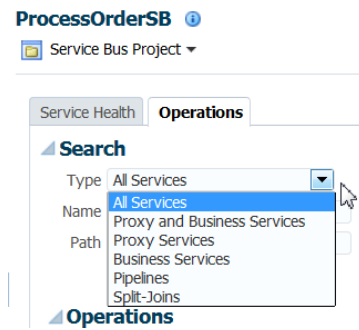 ProcessOrderSB
Service Bus Project
Service Health Operations
Search
Type All Services
All Services
Name
Proxy and Business Services
Path Proxy Services
Business Services
Pipelines
Split-Joins
Operations